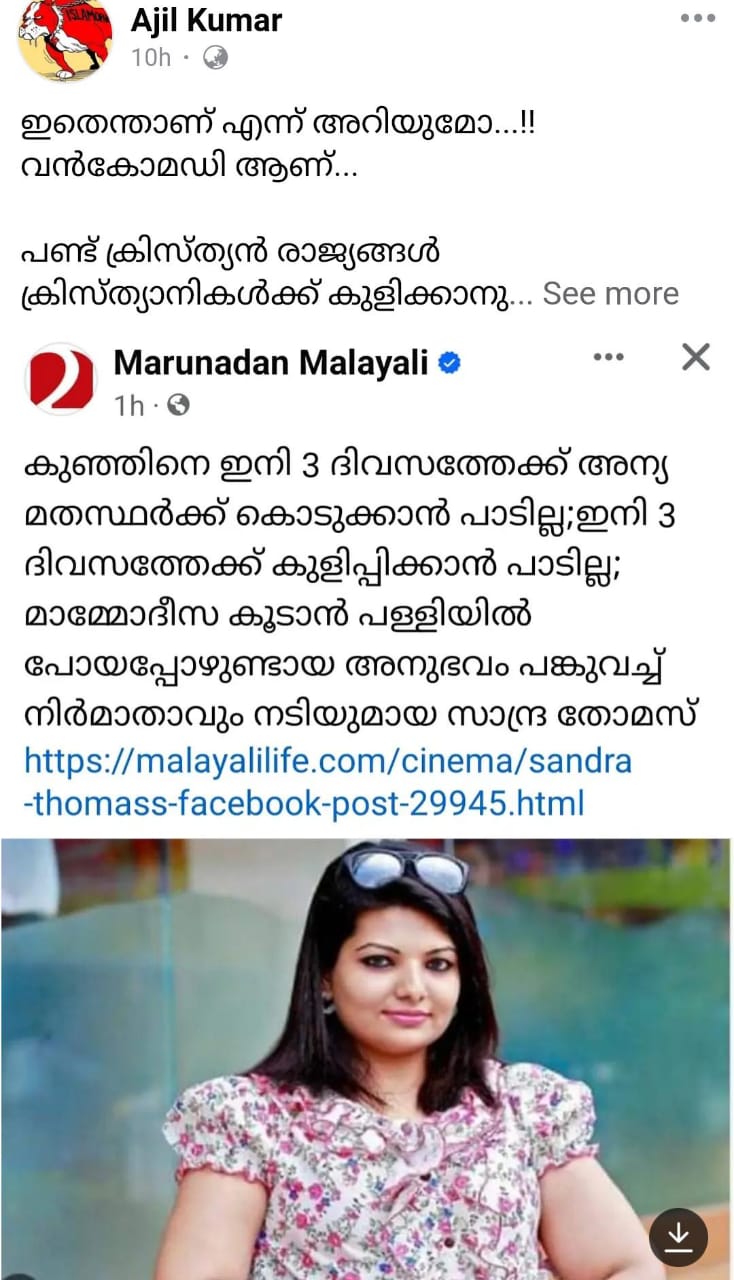 Ajil Kumar
10h ·
ഇതെന്താണ് എന്ന് അറിയുമോ...!!
വൻകോമഡി ആണ്...
പണ്ട് ക്രിസ്ത്യൻ രാജ്യങ്ങൾ
ക്രിസ്ത്യാനികൾക്ക് കുളിക്കാനു... See more
Marunadan Malayali
1h ·
കുഞ്ഞിനെ ഇനി 3 ദിവസത്തേക്ക് അന്യ
മതസ്ഥർക്ക് കൊടുക്കാൻ പാടില്ല;ഇനി 3
ദിവസത്തേക്ക് കുളിപ്പിക്കാൻ പാടില്ല;
മാമ്മോദീസ കൂടാൻ പള്ളിയിൽ
പോയപ്പോഴുണ്ടായ അനുഭവം പങ്കുവച്ച്
നിർമാതാവും നടിയുമായ സാന്ദ്ര തോമസ്
https://malayalilife.com/cinema/sandra
-thomass-facebook-post-29945.html